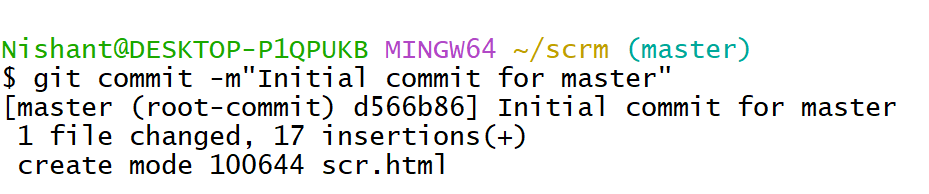 Nishant@DESKTOP-P1QPUKB MINGW64 ~/scrm (master)
$ git commit -m"Initial commit for master"
[master (root-commit) d566b86] Initial commit for master
 1 file changed, 17 insertions(+)
 create mode 100644 scr.html